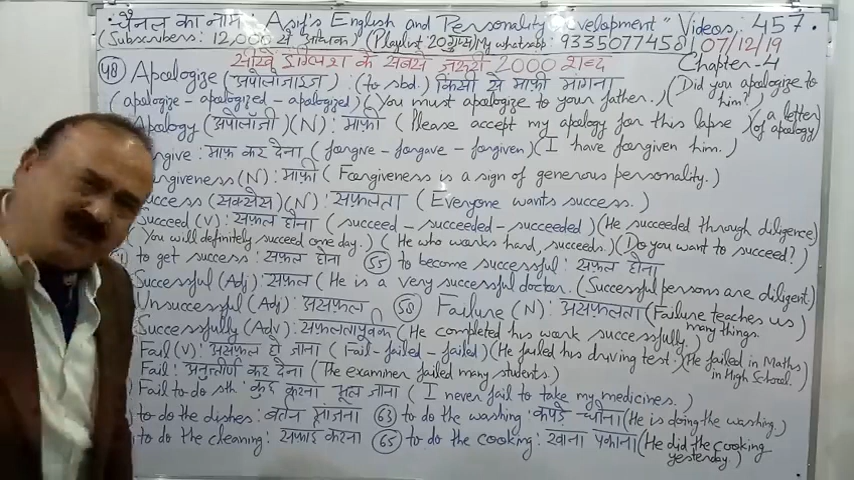 चैनल का नाम "Asif's English and Personality Development" Videos: 457.
(Subscribers: 12,000 से अधिक) (Playlist 20 ग्रुप्स) My whatsapp: 9335077458 07/12/19
सीखें इंग्लिश के सबसे जरूरी 2000 शब्द Chapter-4
48 Apologize (अपोलोजाइज) : (to sbd.) किसी से माफ़ी मांगना (Did you apologize to him?)
(apologize - apologized - apologized) (You must apologize to your father.)
Apology (अपोलॉजी) (N) : माफ़ी (Please accept my apology for this lapse) (a letter of apology)
rgive : माफ़ कर देना (forgive - forgave - forgiven) (I have forgiven him.)
rgiveness (N) : माफ़ी (Forgiveness is a sign of generous personality.)
uccess (सक्सेस) (N) : सफलता (Everyone wants success.)
Succeed (V) : सफल होना (succeed - succeeded - succeeded) (He succeeded through diligence)
(You will definitely succeed one day.) (He who works hard, succeeds.) (Do you want to succeed?)
to get success : सफल होना 55 to become successful : सफल होना
Successful (Adj) : सफल (He is a very successful doctor. (Successful persons are diligent.)
Unsuccessful (Adj) : असफल 58 Failure (N) : असफलता (Failure teaches us many things.)
Successfully (Adv) : सफलतापूर्वक (He completed his work successfully.)
Fail (V) : असफल हो जाना (Fail - failed - failed) (He failed his driving test.) (He failed in Maths in High School.)
Fail : अनुत्तीर्ण कर देना (The examiner failed many students.)
Fail to do sth कुछ करना भूल जाना (I never fail to take my medicines.)
to do the dishes : बर्तन मांजना 63 to do the washing : कपड़े धोना (He is doing the washing.)
to do the cleaning : सफाई करना 65 to do the cooking : खाना पकाना (He did the cooking yesterday.)